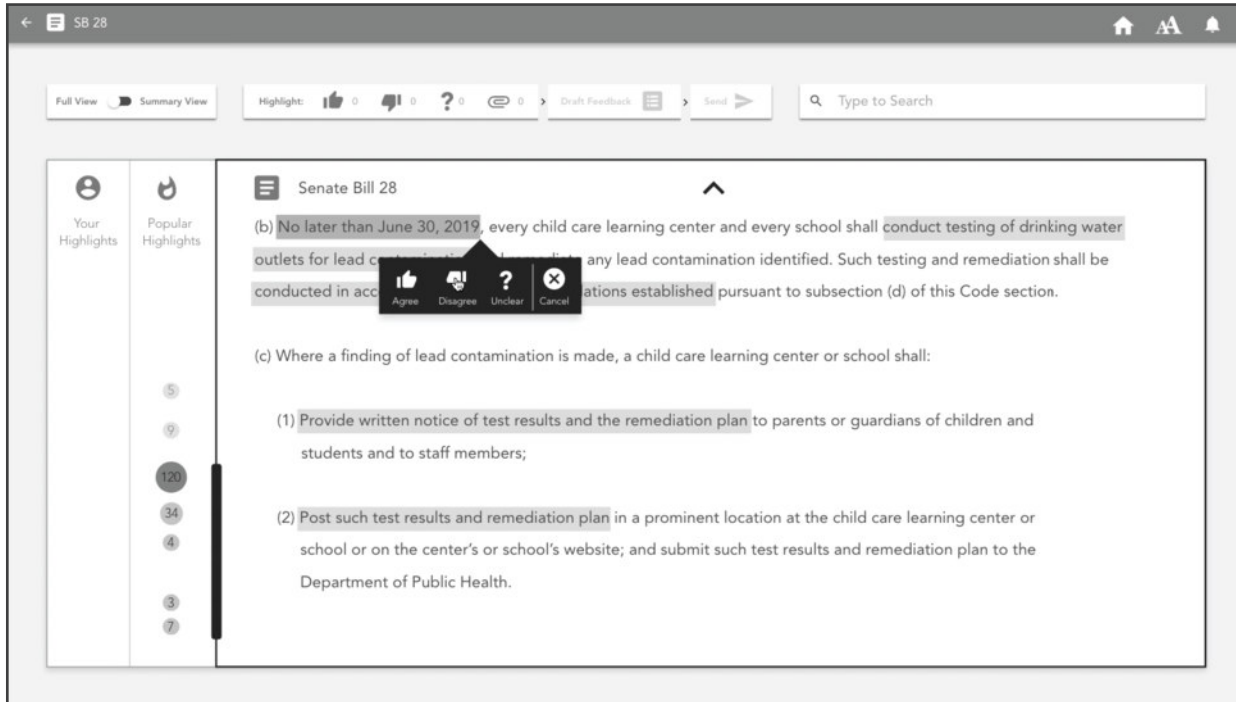 SB 28
AA
Full View Summary View
Highlight: 0 0 ? 0 0 > Draft Feedback > Send
Type to Search
Your
Highlights
Popular
Highlights
5
9
120
34
4
3
7
Senate Bill 28
(b) No later than June 30, 2019, every child care learning center and every school shall conduct testing of drinking water
outlets for lead any lead contamination identified. Such testing and remediation shall be
conducted in ations established pursuant to subsection (d) of this Code section.
Agree Disagree ? Unclear Cancel
(c) Where a finding of lead contamination is made, a child care learning center or school shall:
(1) Provide written notice of test results and the remediation plan to parents or guardians of children and
students and to staff members;
(2) Post such test results and remediation plan in a prominent location at the child care learning center or
school or on the center's or school's website; and submit such test results and remediation plan to the
Department of Public Health.